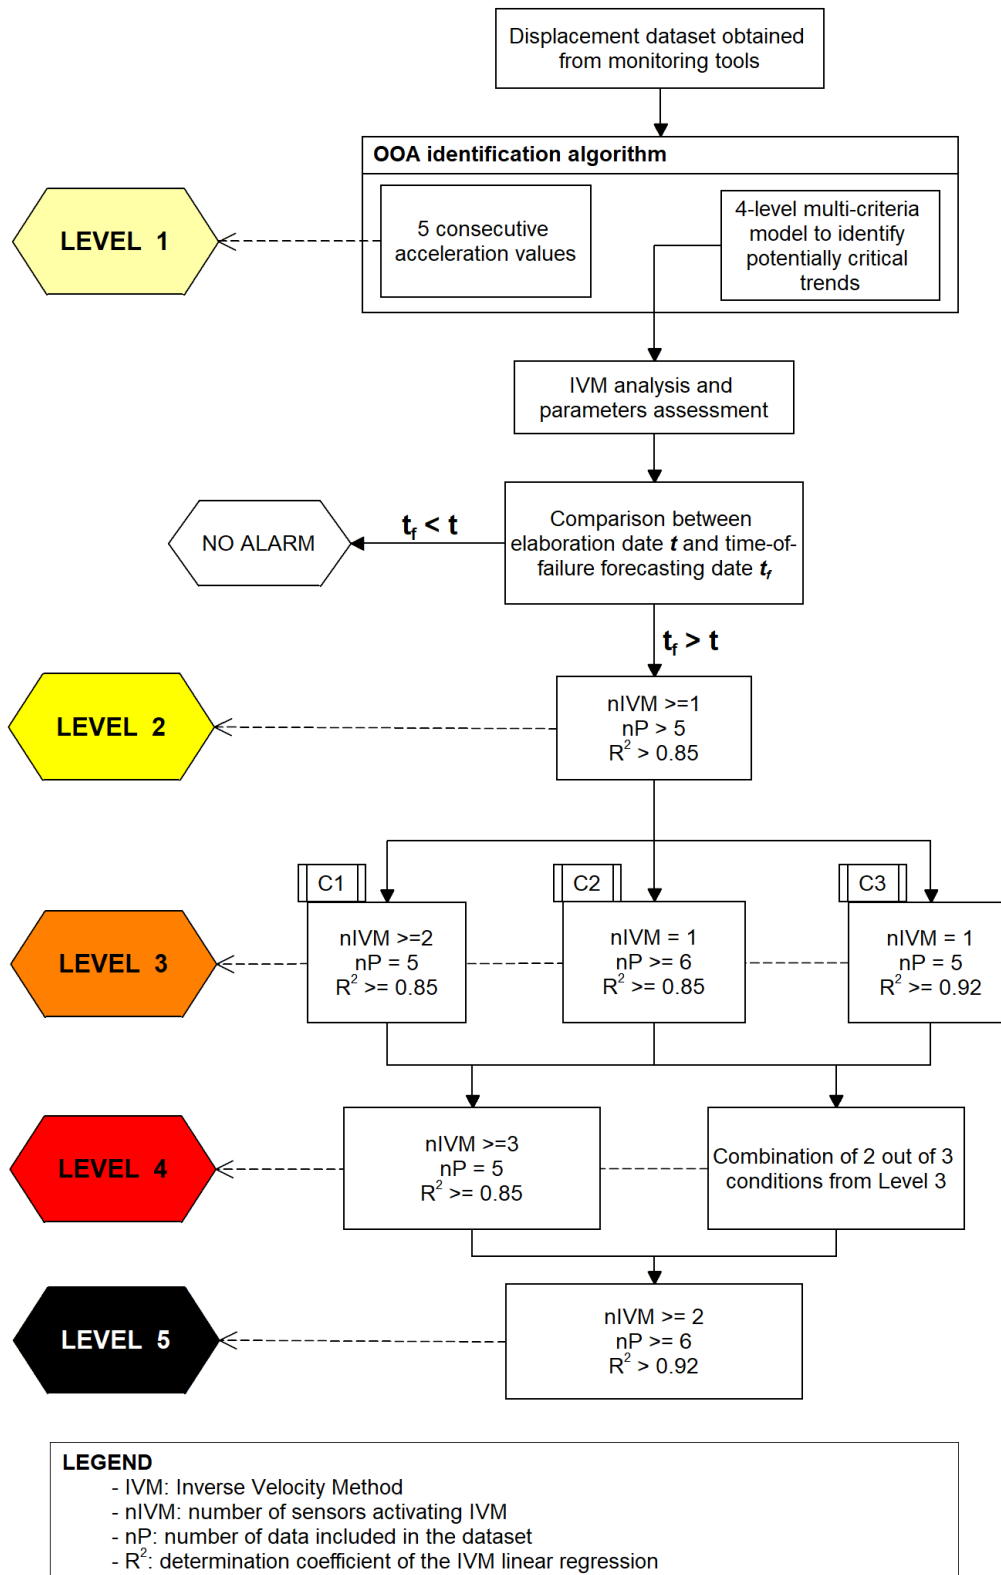 Displacement dataset obtained
from monitoring tools
OOA identification algorithm
5 consecutive
acceleration values
4-level multi-criteria
model to identify
potentially critical
trends
LEVEL 1
IVM analysis and
parameters assessment
Comparison between
elaboration date t and time-of-
failure forecasting date t_f
t_f < t
NO ALARM
t_f > t
LEVEL 2
nIVM >=1
nP > 5
R² > 0.85
C1
C2
C3
LEVEL 3
nIVM >=2
nP = 5
R² >= 0.85
nIVM = 1
nP >= 6
R² >= 0.85
nIVM = 1
nP = 5
R² >= 0.92
LEVEL 4
nIVM >=3
nP = 5
R² >= 0.85
Combination of 2 out of 3
conditions from Level 3
LEVEL 5
nIVM >= 2
nP >= 6
R² > 0.92
LEGEND
- IVM: Inverse Velocity Method
- nIVM: number of sensors activating IVM
- nP: number of data included in the dataset
- R²: determination coefficient of the IVM linear regression